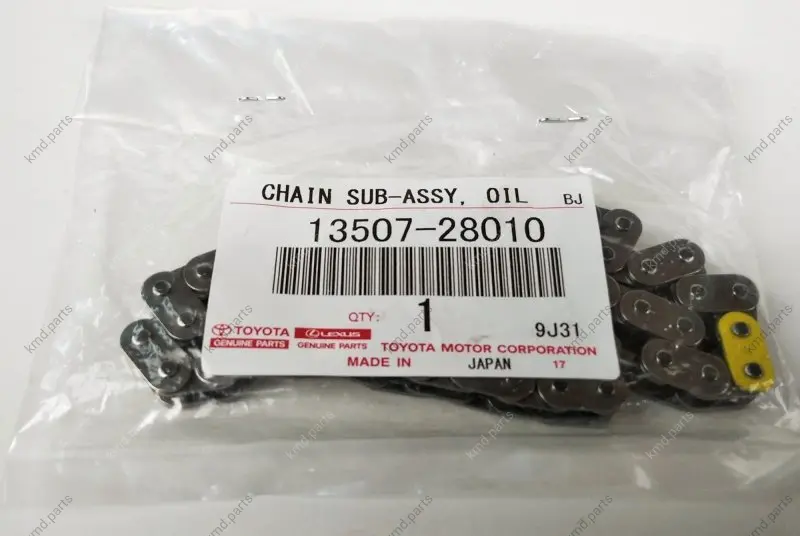 CHAIN SUB-ASSY, OIL BJ
13507-28010
QTY: 1 9J31
TOYOTA LEXUS
GENUINE PARTS GENUINE PARTS TOYOTA MOTOR CORPORATION
MADE IN JAPAN 17
kmd.parts